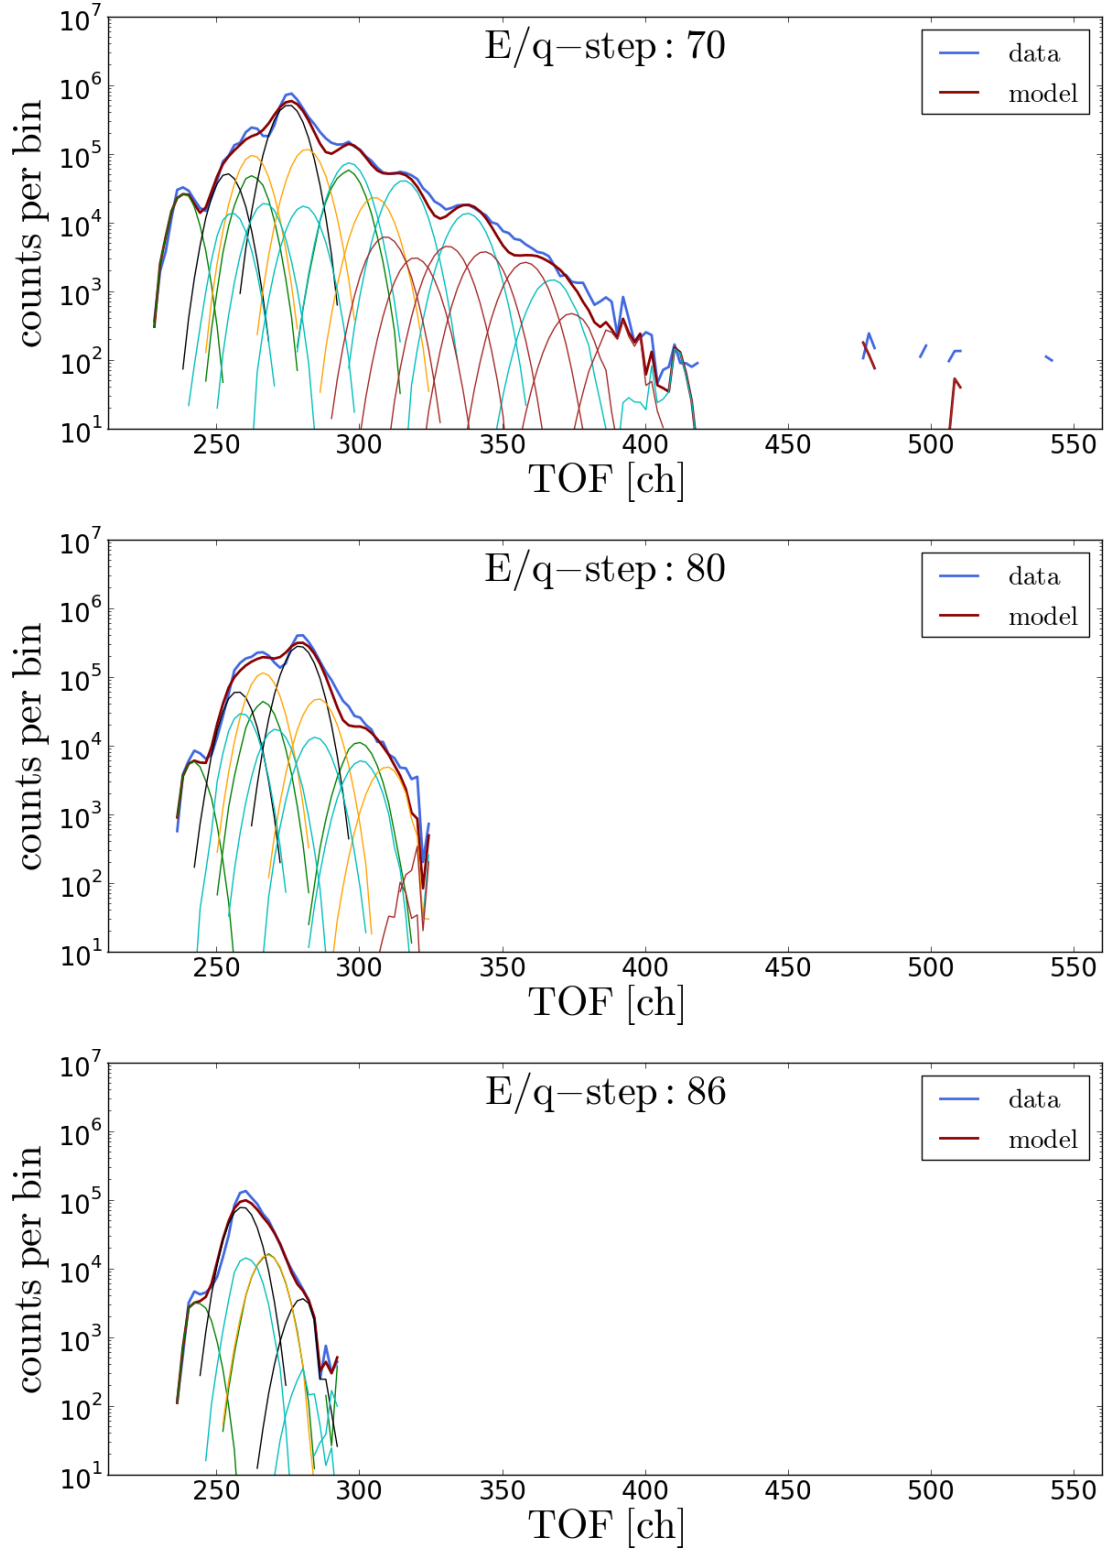 E/q−step: 70
data
model
10^7
10^6
10^5
10^4
10^3
10^2
10^1
counts per bin
250 300 350 400 450 500 550
TOF [ch]
E/q−step: 80
data
model
10^7
10^6
10^5
10^4
10^3
10^2
10^1
counts per bin
250 300 350 400 450 500 550
TOF [ch]
E/q−step: 86
data
model
10^7
10^6
10^5
10^4
10^3
10^2
10^1
counts per bin
250 300 350 400 450 500 550
TOF [ch]